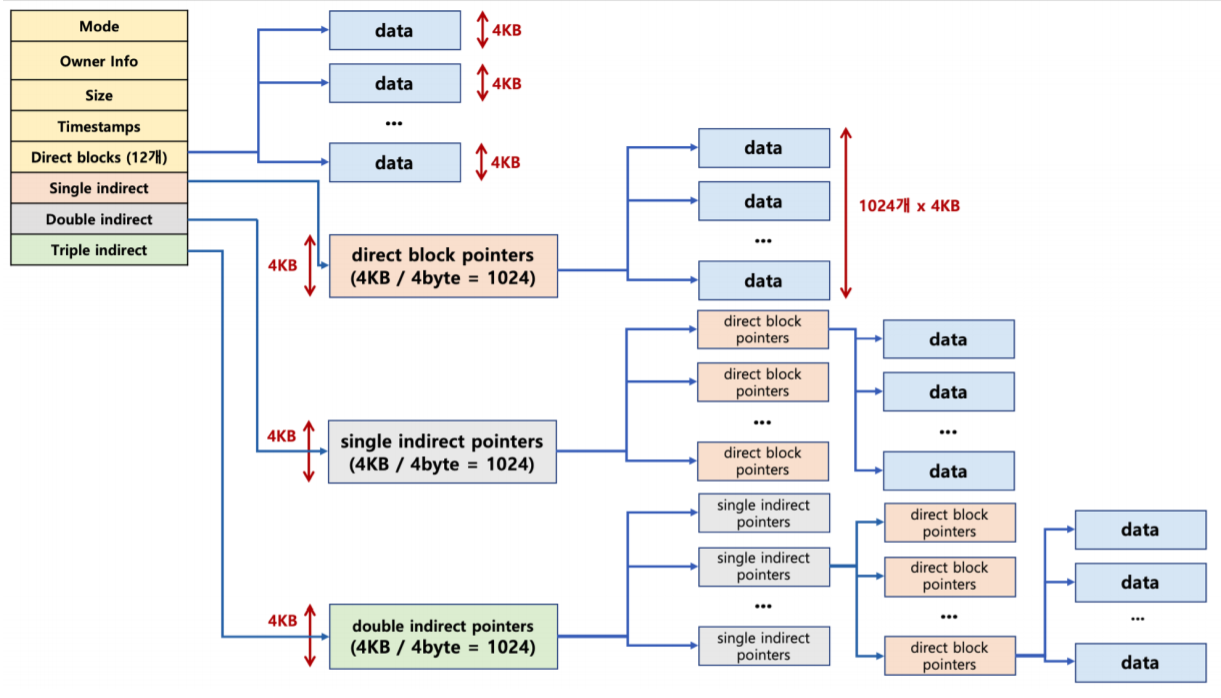 Mode
Owner Info
Size
Timestamps
Direct blocks (12개)
Single indirect
Double indirect
Triple indirect
data
4KB
data
4KB
...
data
4KB
4KB
direct block pointers
(4KB / 4byte = 1024)
data
data
...
data
1024개 x 4KB
4KB
single indirect pointers
(4KB / 4byte = 1024)
direct block
pointers
direct block
pointers
...
direct block
pointers
data
data
...
data
4KB
double indirect pointers
(4KB / 4byte = 1024)
single indirect
pointers
single indirect
pointers
...
single indirect
pointers
direct block
pointers
direct block
pointers
...
direct block
pointers
data
data
...
data